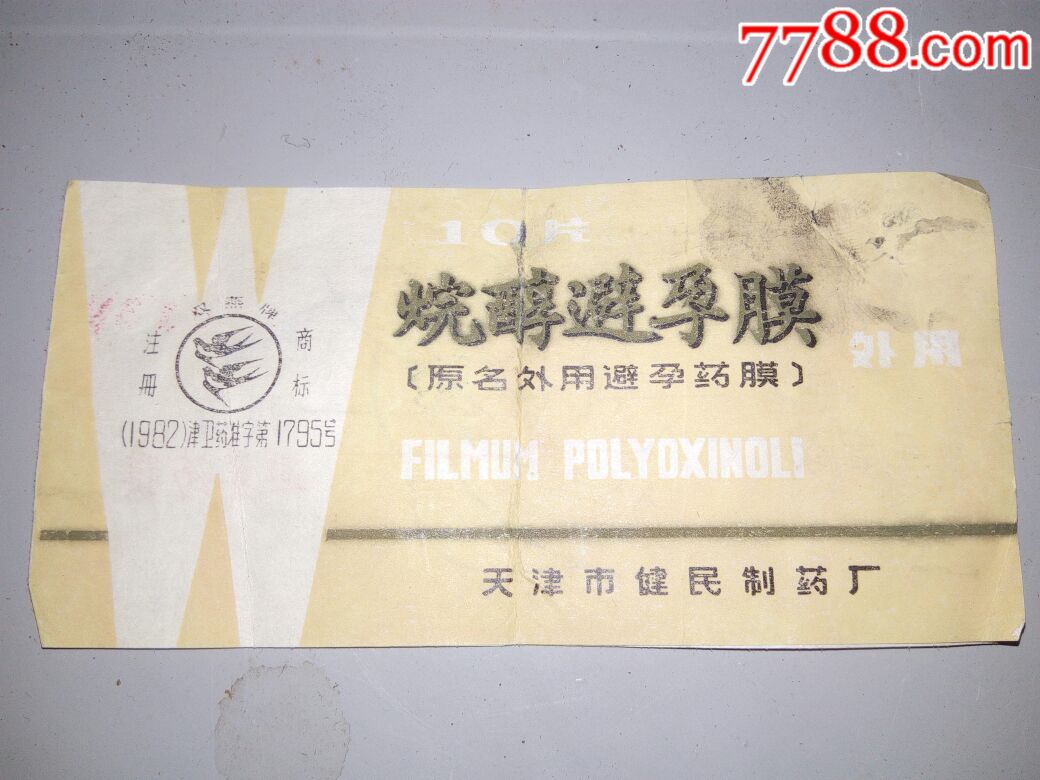 7788.com
10片
烷醇避孕膜
(原名外用避孕药膜)
外用
FILMUM POLYOXINOLI
燕牌
注册
商标
(1982)津卫药准字第1795号
天津市健民制药厂